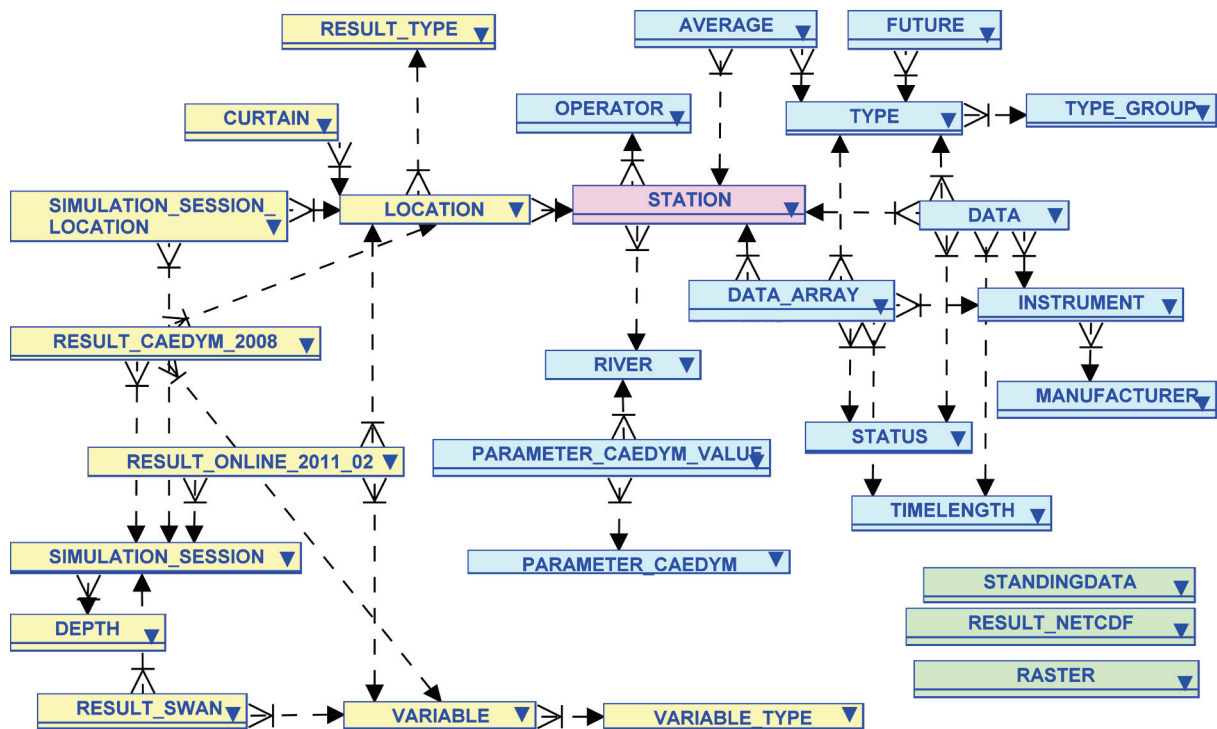 RESULT_TYPE
AVERAGE
FUTURE
CURTAIN
OPERATOR
TYPE
TYPE_GROUP
SIMULATION_SESSION_
LOCATION
LOCATION
STATION
DATA
DATA_ARRAY
INSTRUMENT
RESULT_CAEDYM_2008
RIVER
MANUFACTURER
STATUS
RESULT_ONLINE_2011_02
PARAMETER_CAEDYM_VALUE
TIMELENGTH
SIMULATION_SESSION
PARAMETER_CAEDYM
STANDINGDATA
DEPTH
RESULT_NETCDF
RASTER
RESULT_SWAN
VARIABLE
VARIABLE_TYPE